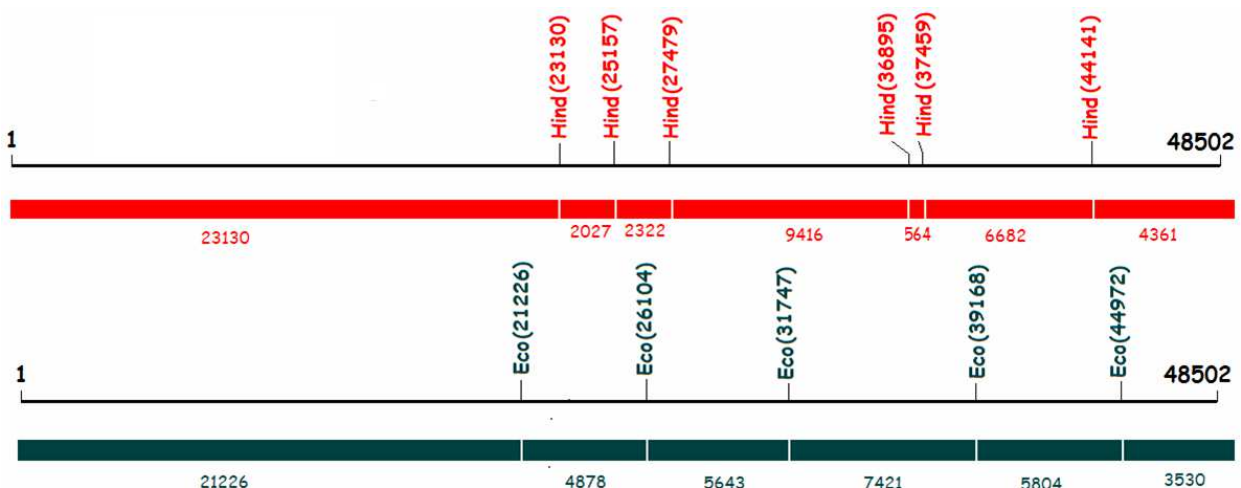 Hind(23130)
Hind(25157)
Hind(27479)
Hind(36895)
Hind(37459)
Hind(44141)
1 48502
23130 2027 2322 9416 564 6682 4361
Eco(21226)
Eco(26104)
Eco(31747)
Eco(39168)
Eco(44972)
1 48502
21226 4878 5643 7421 5804 3530